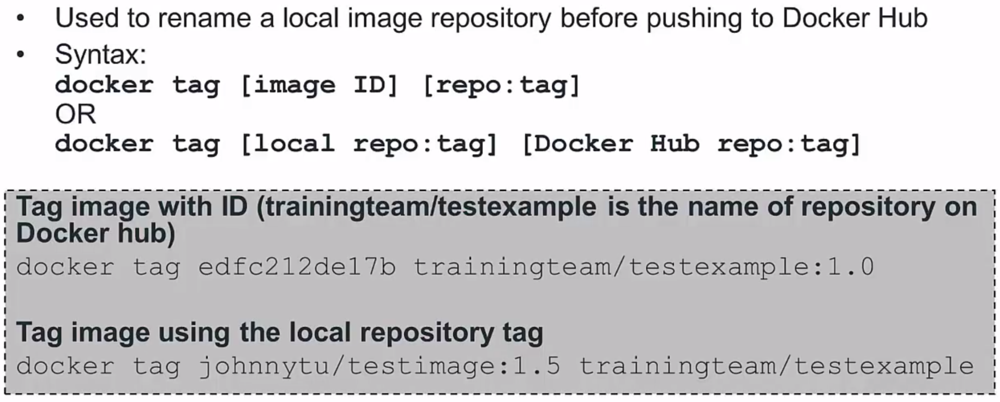 • Used to rename a local image repository before pushing to Docker Hub
• Syntax:
docker tag [image ID] [repo:tag]
OR
docker tag [local repo:tag] [Docker Hub repo:tag]
Tag image with ID (trainingteam/testexample is the name of repository on
Docker hub)
docker tag edfc212de17b trainingteam/testexample:1.0
Tag image using the local repository tag
docker tag johnnytu/testimage:1.5 trainingteam/testexample